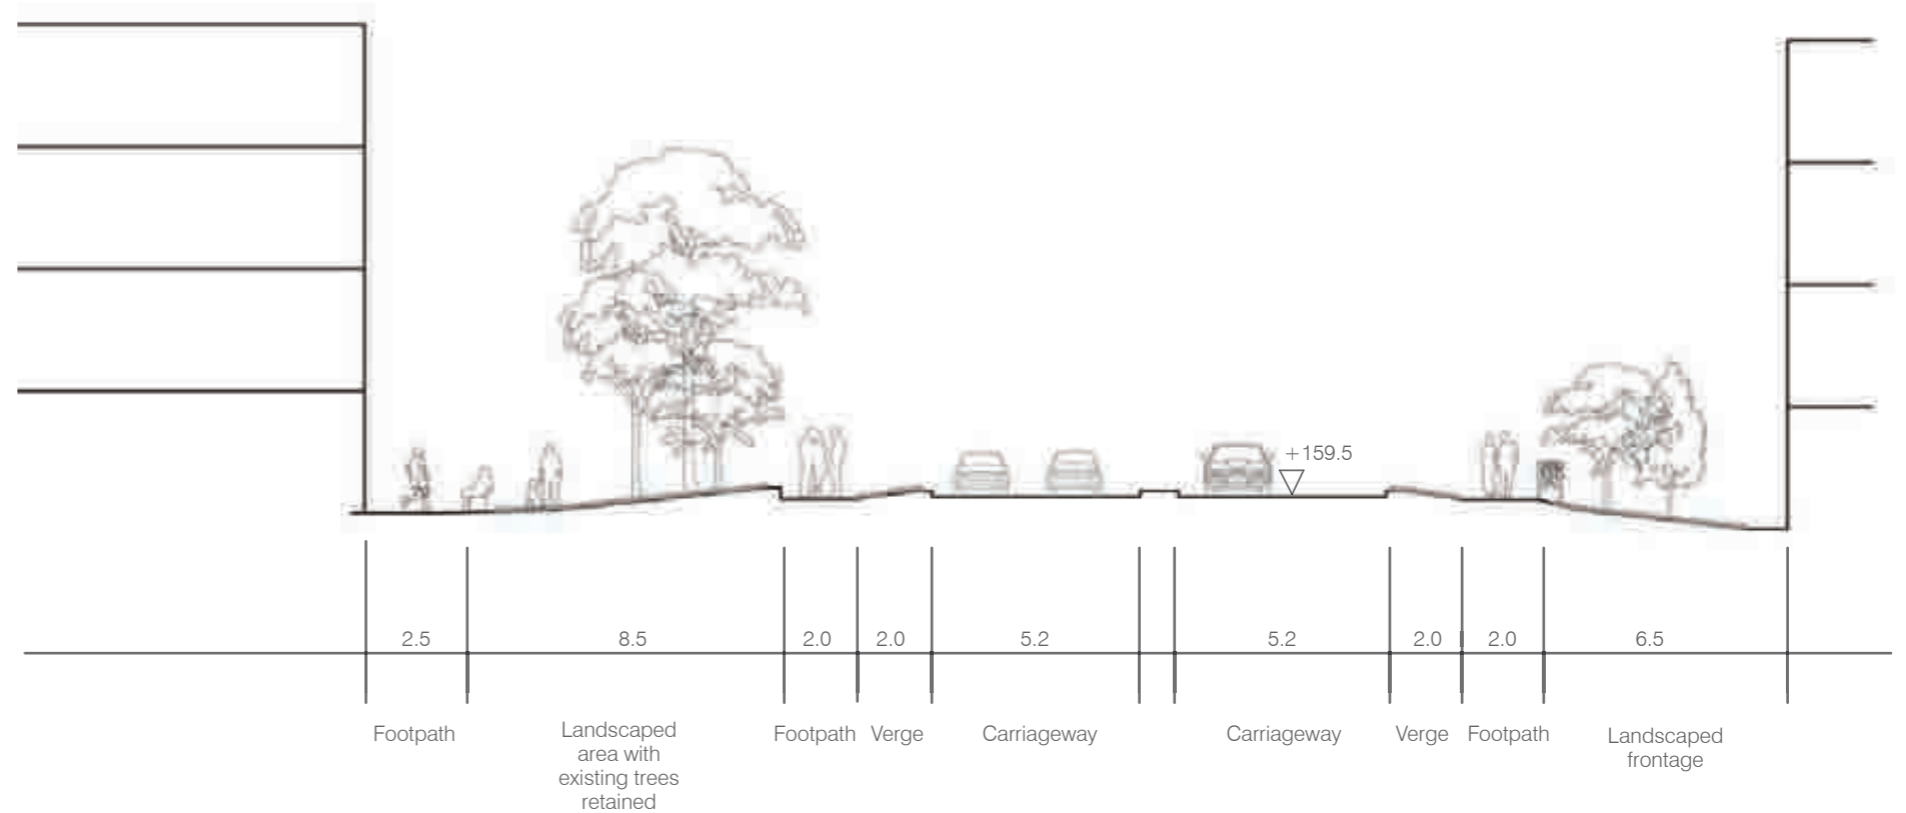 +159.5
2.5 8.5 2.0 2.0 5.2 5.2 2.0 2.0 6.5
Footpath
Landscaped
area with
existing trees
retained
Footpath
Verge
Carriageway
Carriageway
Verge
Footpath
Landscaped
frontage